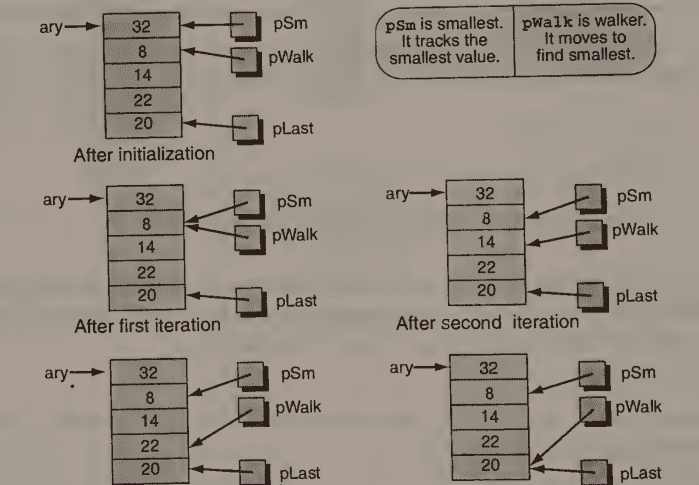 ary
32
8
14
22
20
pSm
pWalk
pLast
After initialization
pSm is smallest.
It tracks the
smallest value.
pWalk is walker.
It moves to
find smallest.
ary
32
8
14
22
20
pSm
pWalk
pLast
After first iteration
ary
32
8
14
22
20
pSm
pWalk
pLast
After second iteration
ary
32
8
14
22
20
pSm
pWalk
pLast
ary
32
8
14
22
20
pSm
pWalk
pLast